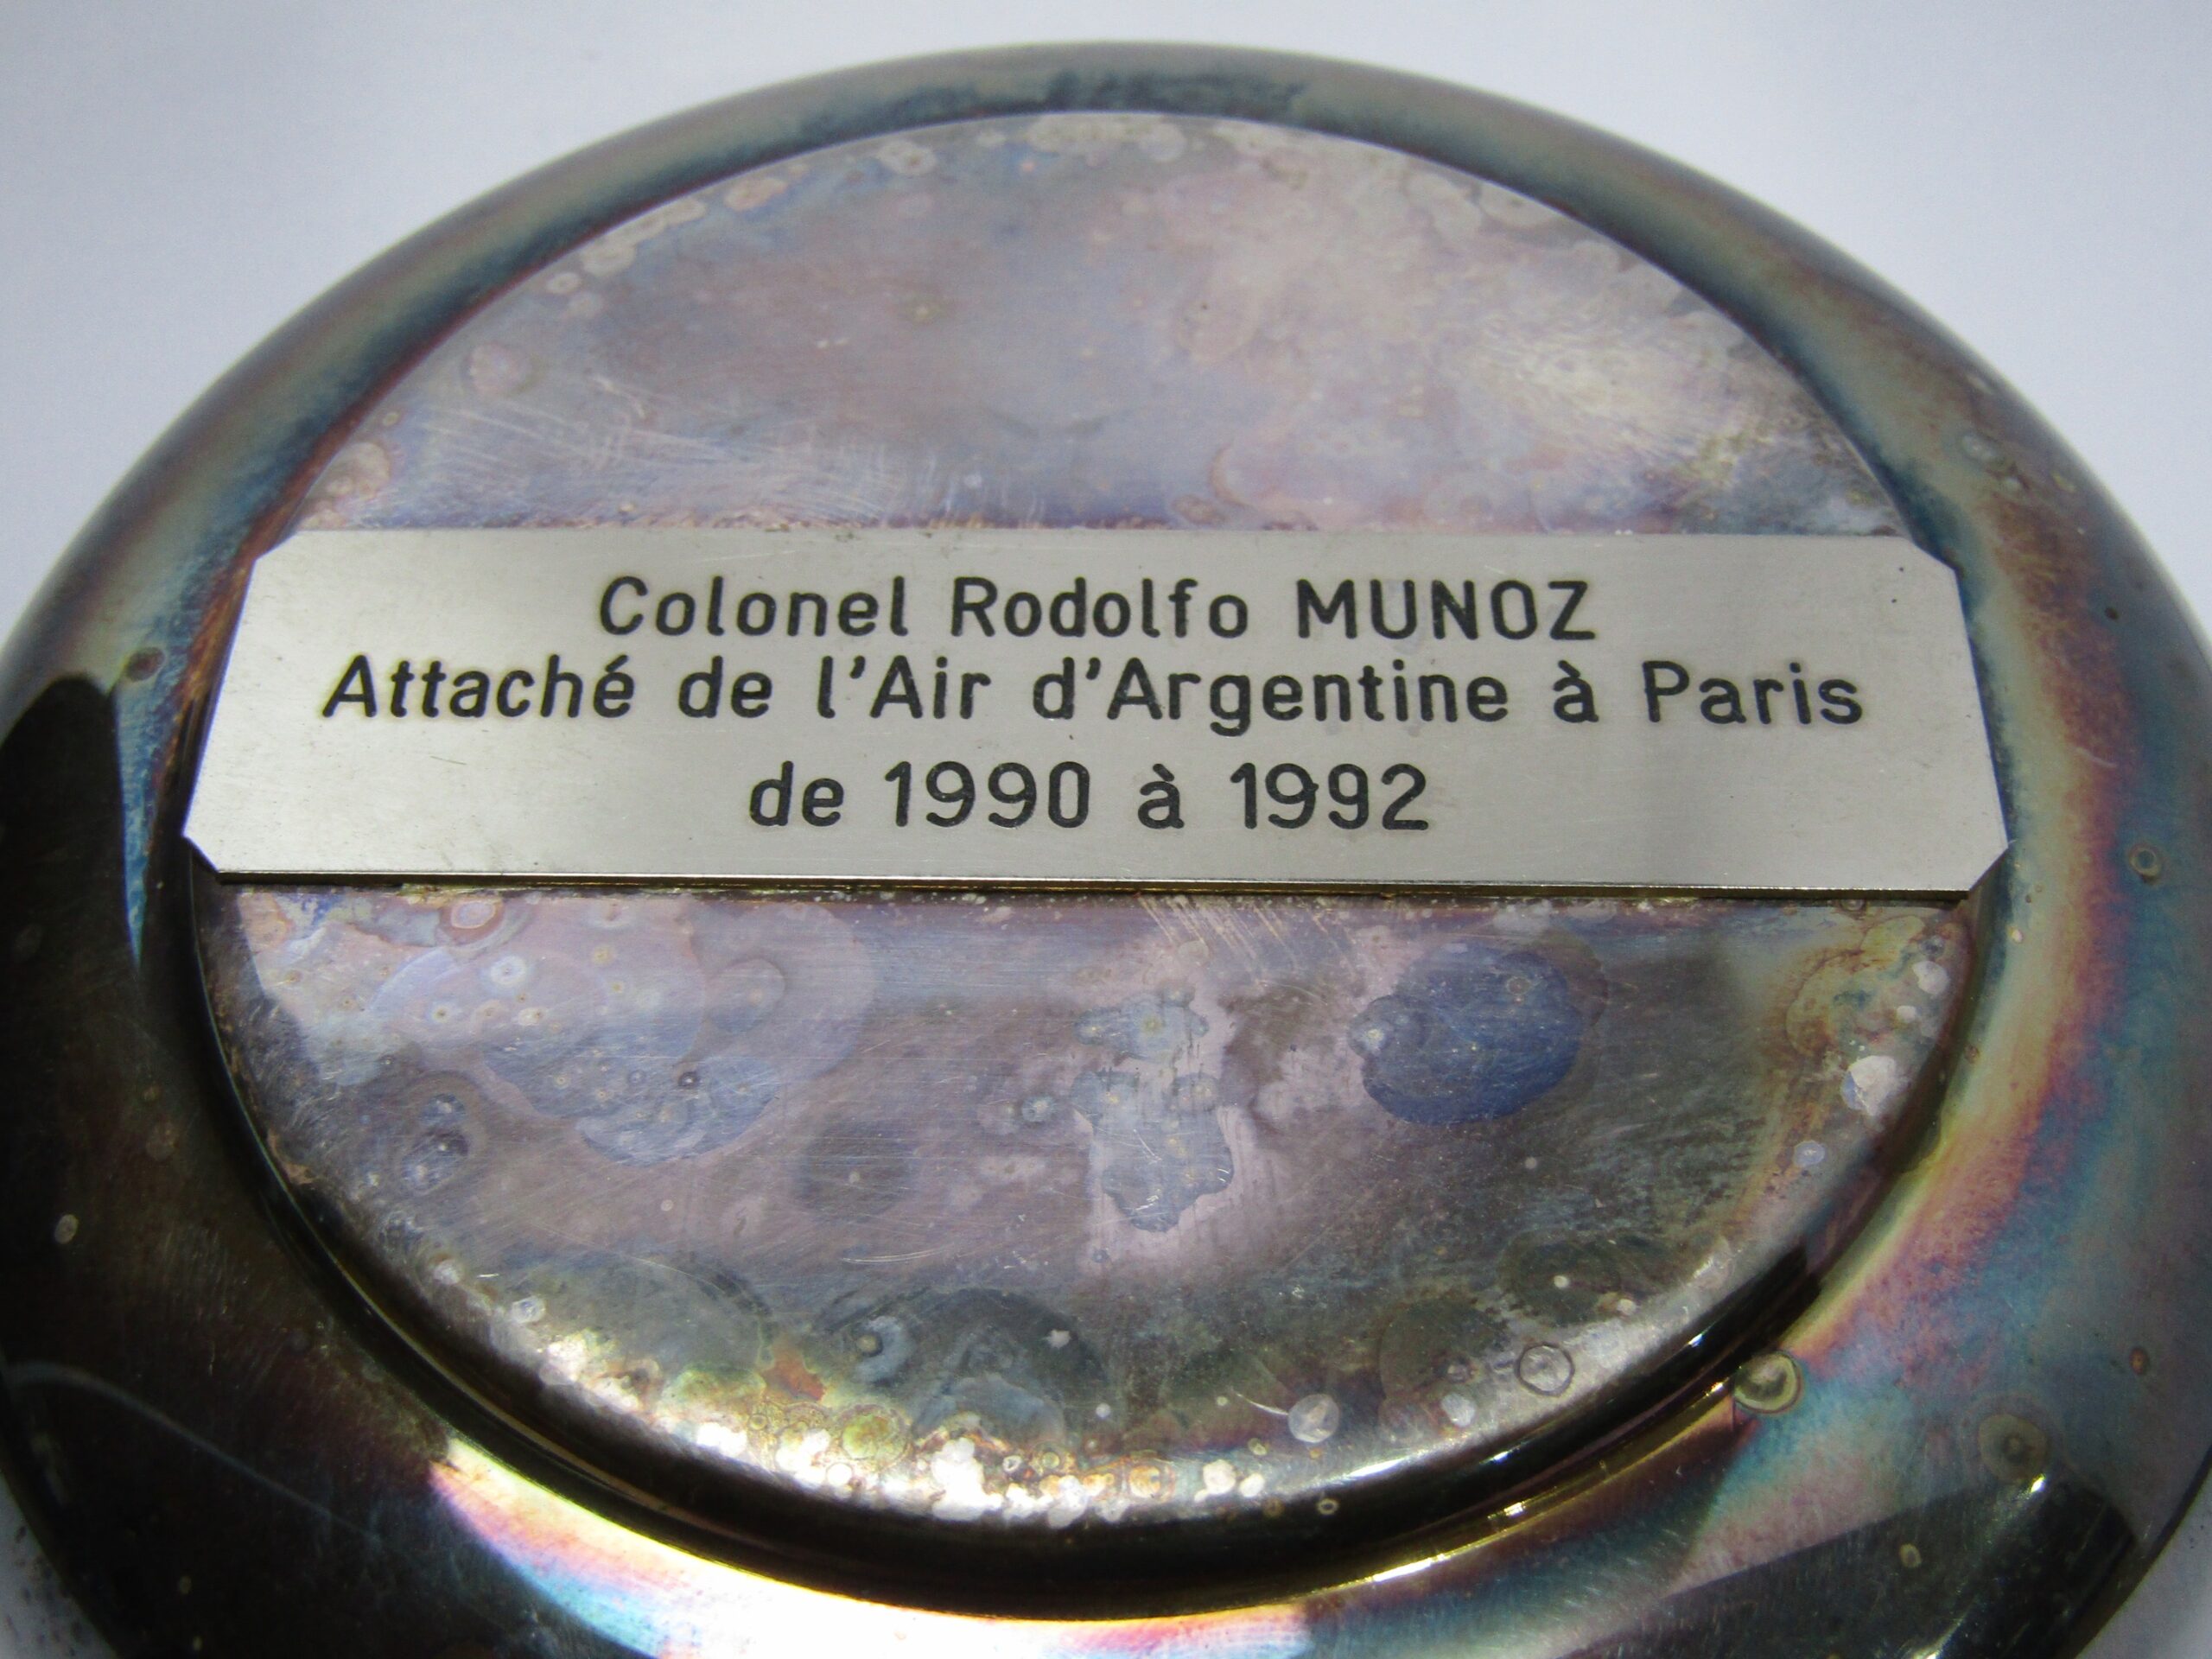 Colonel Rodolfo MUNOZ
Attaché de l'Air d'Argentine à Paris
de 1990 à 1992